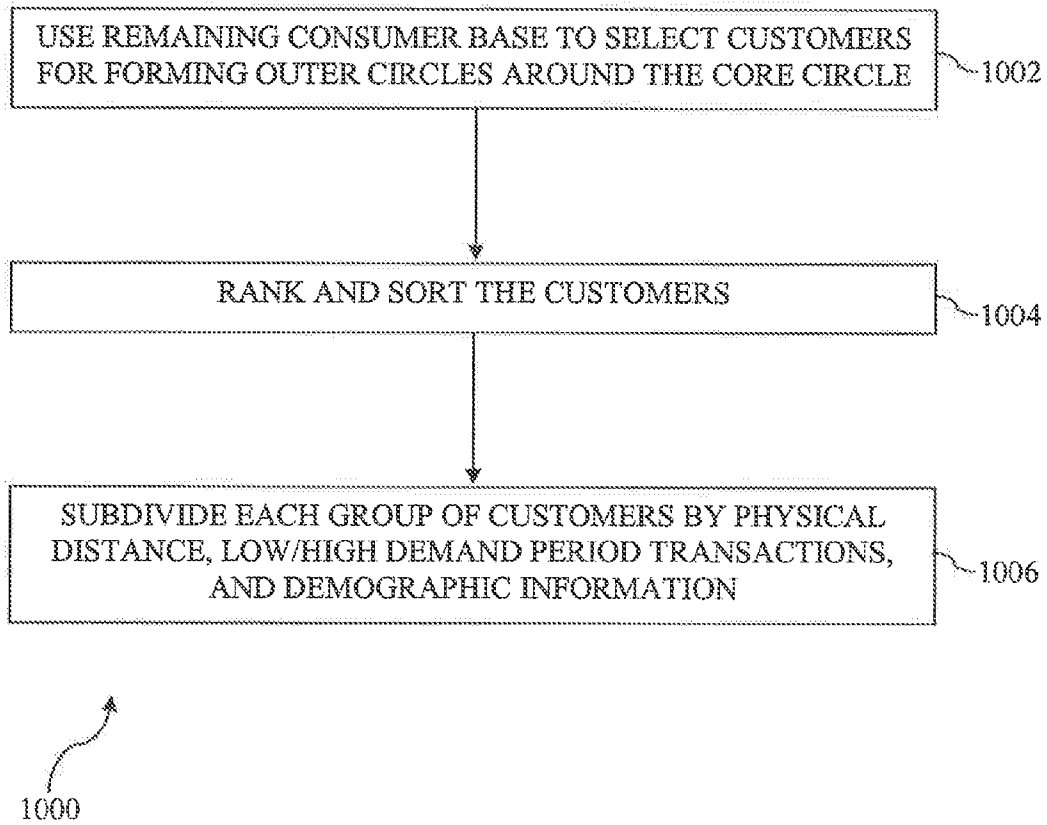 USE REMAINING CONSUMER BASE TO SELECT CUSTOMERS
FOR FORMING OUTER CIRCLES AROUND THE CORE CIRCLE
1002
RANK AND SORT THE CUSTOMERS
1004
SUBDIVIDE EACH GROUP OF CUSTOMERS BY PHYSICAL
DISTANCE, LOW/HIGH DEMAND PERIOD TRANSACTIONS,
AND DEMOGRAPHIC INFORMATION
1006
1000